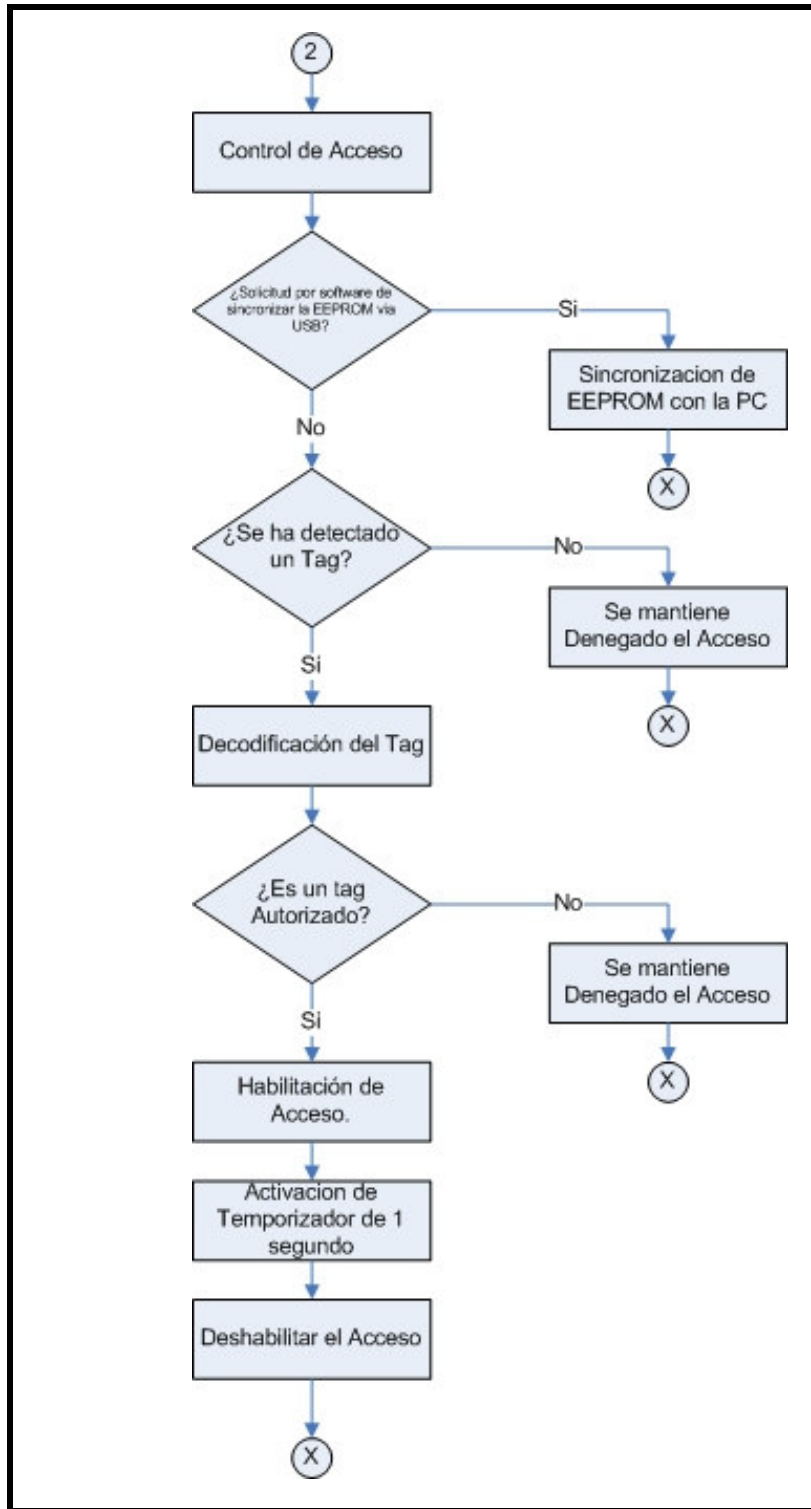 2
Control de Acceso
¿Solicitud por software de
sincronizar la EEPROM via
USB?
Si
Sincronizacion de
EEPROM con la PC
X
No
¿Se ha detectado
un Tag?
No
Se mantiene
Denegado el Acceso
X
Si
Decodificación del Tag
¿Es un tag
Autorizado?
No
Se mantiene
Denegado el Acceso
X
Si
Habilitación de
Acceso.
Activacion de
Temporizador de 1
segundo
Deshabilitar el Acceso
X